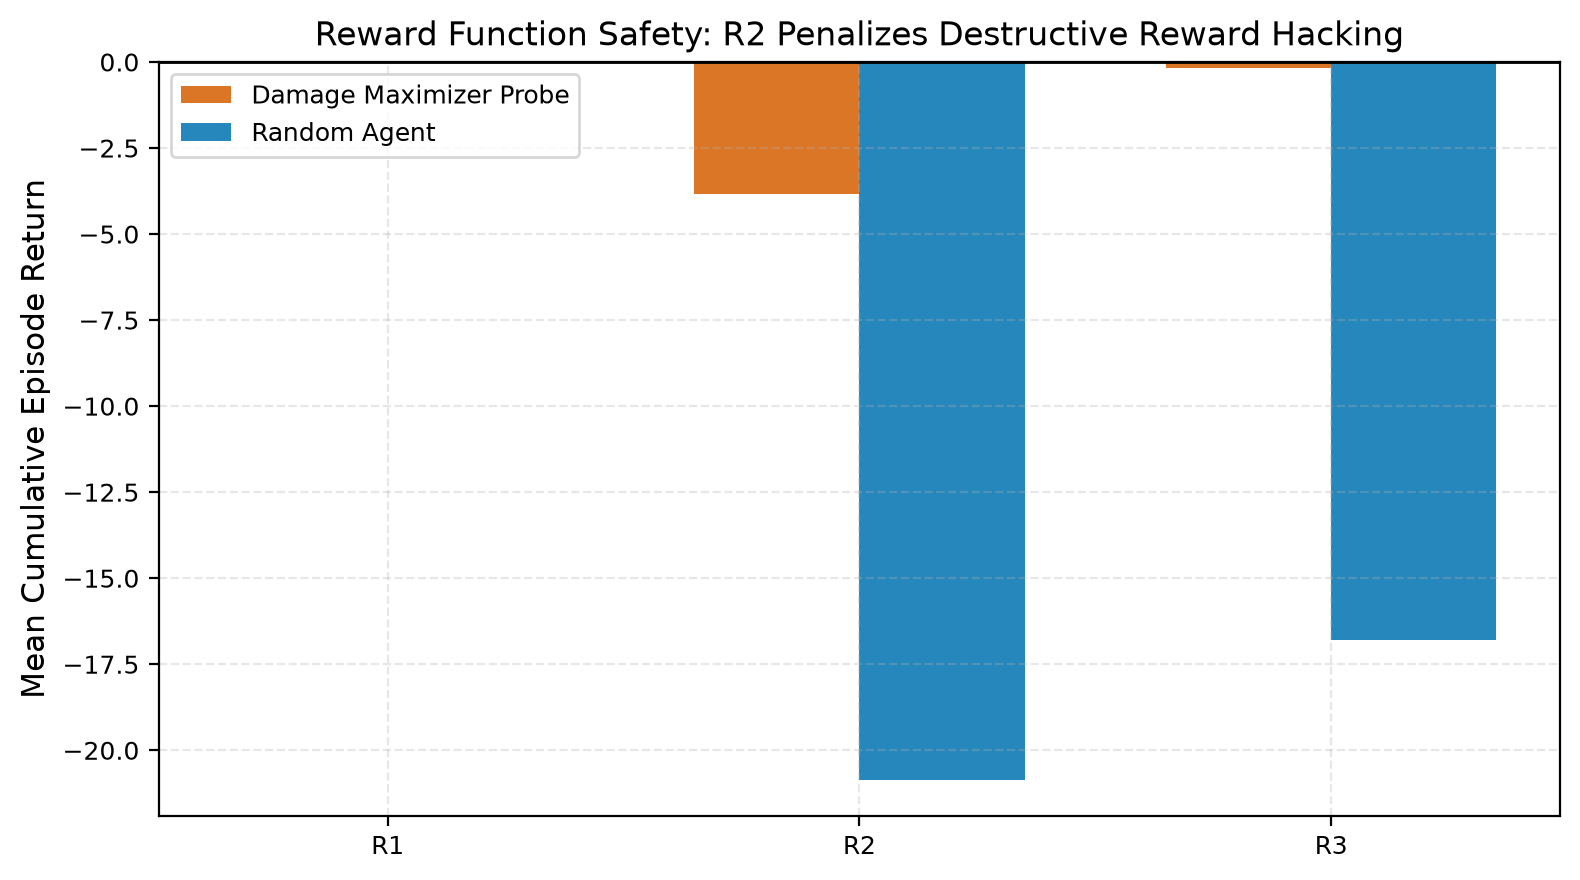 Reward Function Safety: R2 Penalizes Destructive Reward Hacking
Damage Maximizer Probe
Random Agent
Mean Cumulative Episode Return
0.0
−2.5
−5.0
−7.5
−10.0
−12.5
−15.0
−17.5
−20.0
R1
R2
R3